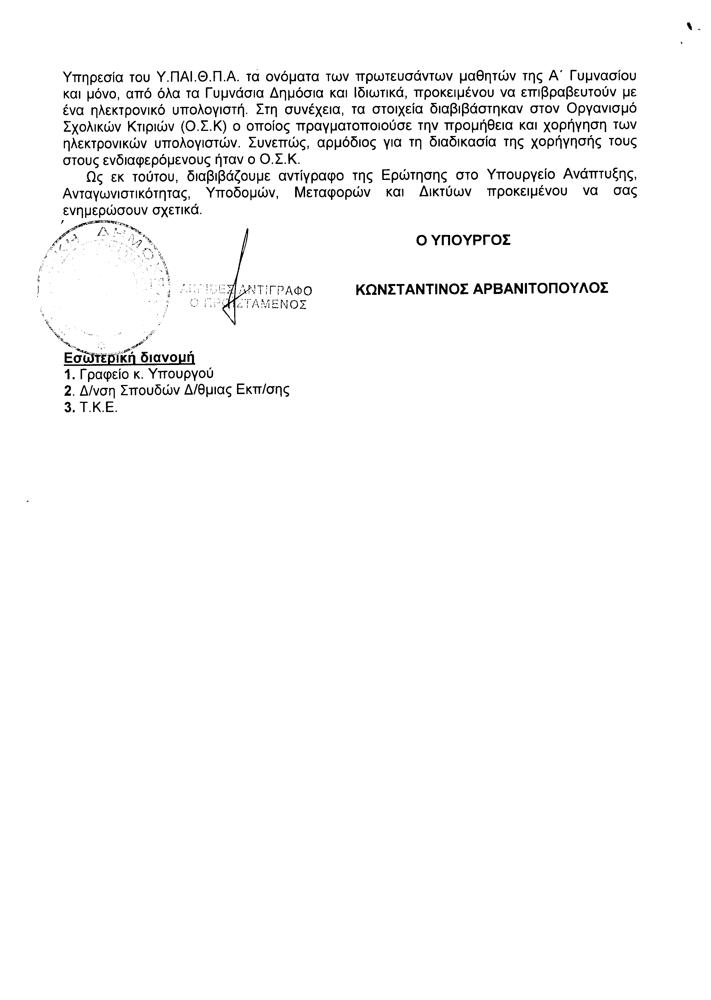 Υπηρεσία του Υ.ΠΑΙ.Θ.Π.Α. τα ονόματα των πρωτευσάντων μαθητών της Α΄ Γυμνασίου
και μόνο, από όλα τα Γυμνάσια Δημόσια και Ιδιωτικά, προκειμένου να επιβραβευτούν με
ένα ηλεκτρονικό υπολογιστή. Στη συνέχεια, τα στοιχεία διαβιβάστηκαν στον Οργανισμό
Σχολικών Κτιριών (Ο.Σ.Κ) ο οποίος πραγματοποιούσε την προμήθεια και χορήγηση των
ηλεκτρονικών υπολογιστών. Συνεπώς, αρμόδιος για τη διαδικασία της χορήγησής τους
στους ενδιαφερόμενους ήταν ο Ο.Σ.Κ.
Ως εκ τούτου, διαβιβάζουμε αντίγραφο της Ερώτησης στο Υπουργείο Ανάπτυξης,
Ανταγωνιστικότητας, Υποδομών, Μεταφορών και Δικτύων προκειμένου να σας
ενημερώσουν σχετικά.
Ο ΥΠΟΥΡΓΟΣ
ΑΚΡΙΒΕΣ ΑΝΤΙΓΡΑΦΟ
Ο ΠΡΟΪΣΤΑΜΕΝΟΣ
ΚΩΝΣΤΑΝΤΙΝΟΣ ΑΡΒΑΝΙΤΟΠΟΥΛΟΣ
Εσωτερική διανομή
1. Γραφείο κ. Υπουργού
2. Δ/νση Σπουδών Δ/θμιας Εκπ/σης
3. Τ.Κ.Ε.